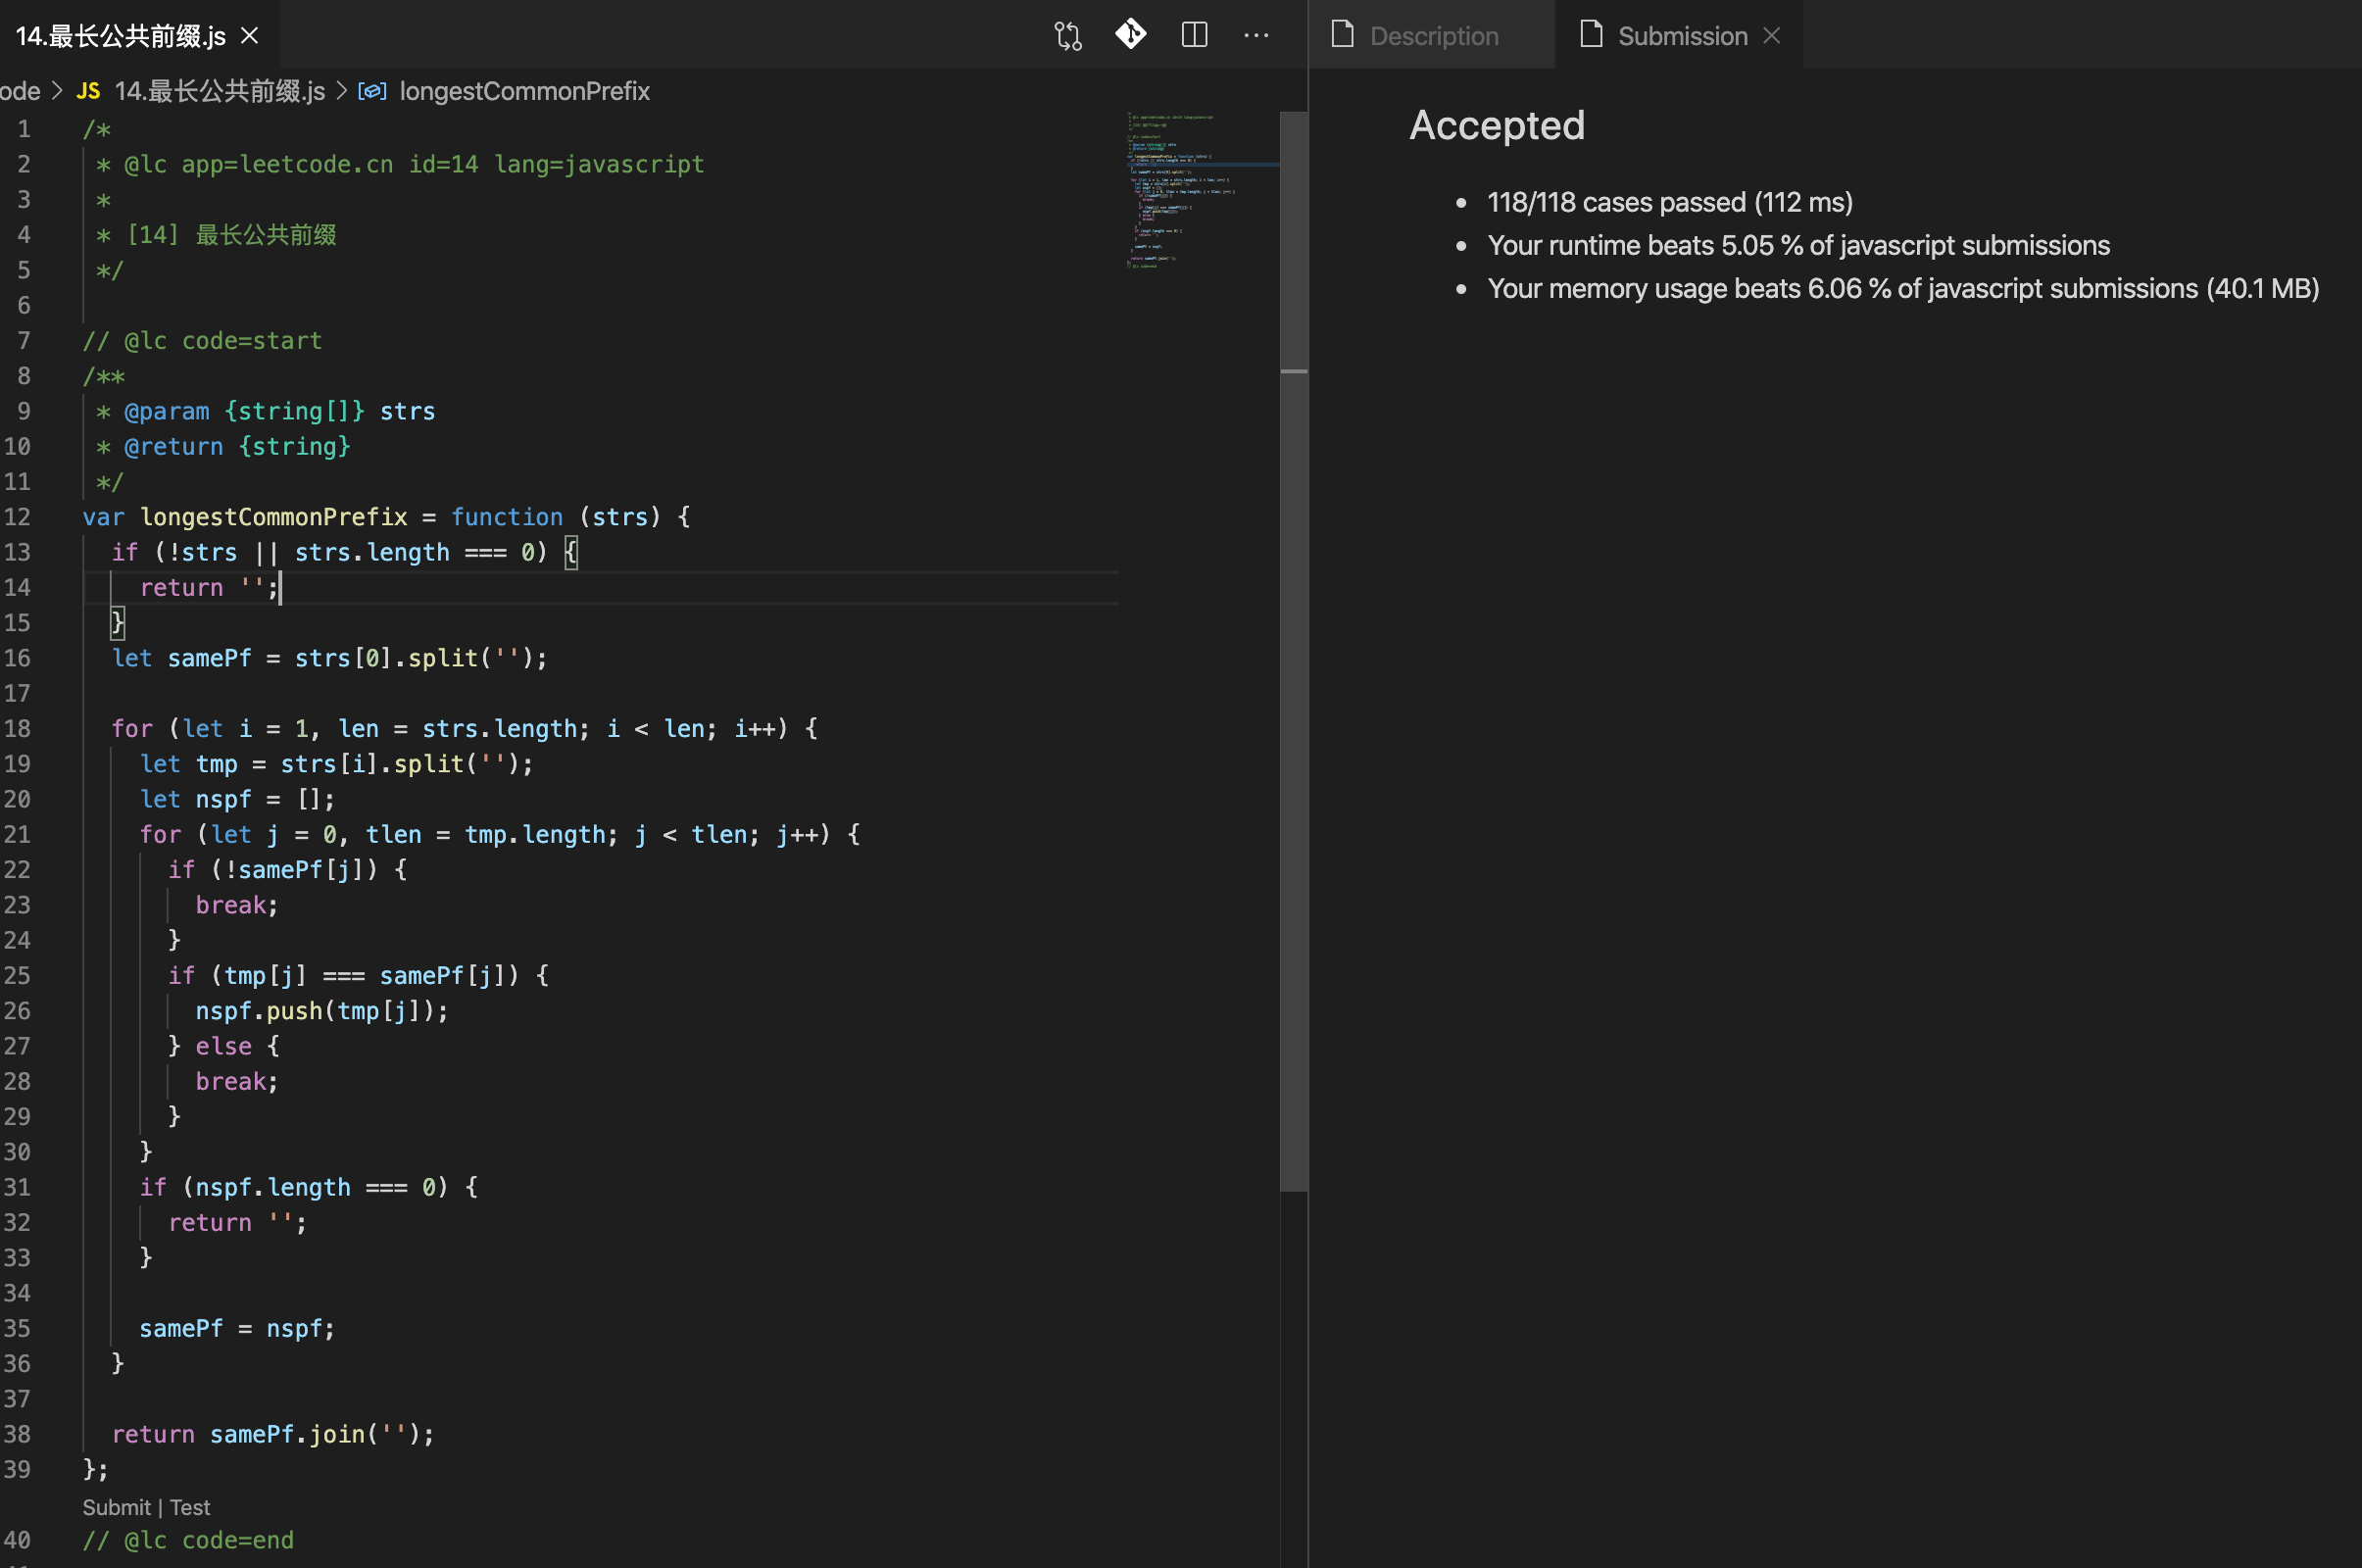 14.最长公共前缀.js
Description
Submission
ode > JS 14.最长公共前缀.js > longestCommonPrefix
1 /*
2 * @lc app=leetcode.cn id=14 lang=javascript
3 *
4 * [14] 最长公共前缀
5 */
6
7 // @lc code=start
8 /**
9 * @param {string[]} strs
10 * @return {string}
11 */
12 var longestCommonPrefix = function (strs) {
13 if (!strs || strs.length === 0) {
14 return '';
15 }
16 let samePf = strs[0].split('');
17
18 for (let i = 1, len = strs.length; i < len; i++) {
19 let tmp = strs[i].split('');
20 let nspf = [];
21 for (let j = 0, tlen = tmp.length; j < tlen; j++) {
22 if (!samePf[j]) {
23 break;
24 }
25 if (tmp[j] === samePf[j]) {
26 nspf.push(tmp[j]);
27 } else {
28 break;
29 }
30 }
31 if (nspf.length === 0) {
32 return '';
33 }
34
35 samePf = nspf;
36 }
37
38 return samePf.join('');
39 };
Submit | Test
40 // @lc code=end
Accepted
• 118/118 cases passed (112 ms)
• Your runtime beats 5.05 % of javascript submissions
• Your memory usage beats 6.06 % of javascript submissions (40.1 MB)